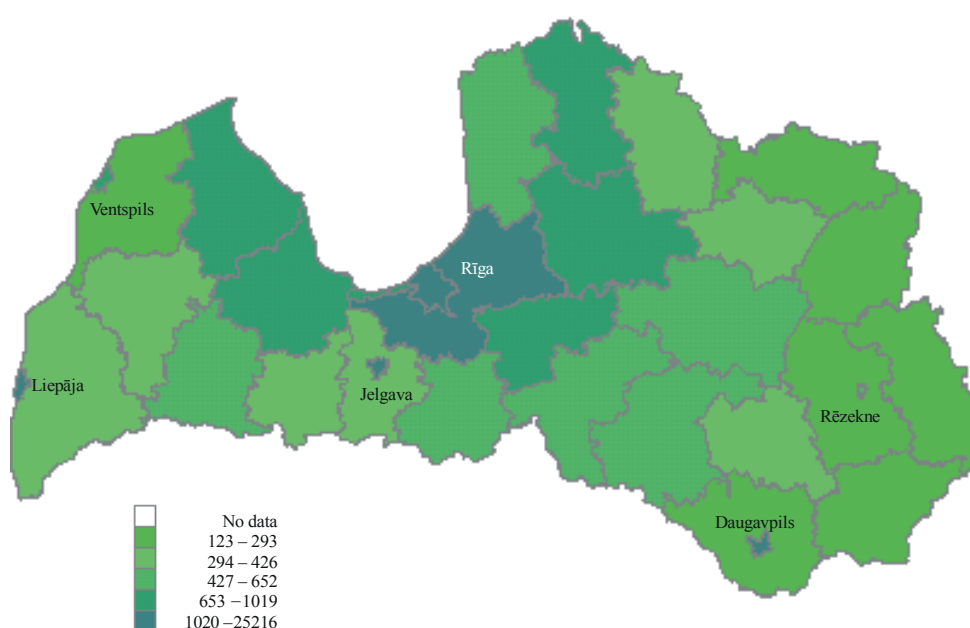 Ventspils
Rīga
Liepāja
Jelgava
Rēzekne
Daugavpils
No data
123 – 293
294 – 426
427 – 652
653 –1019
1020 –25216